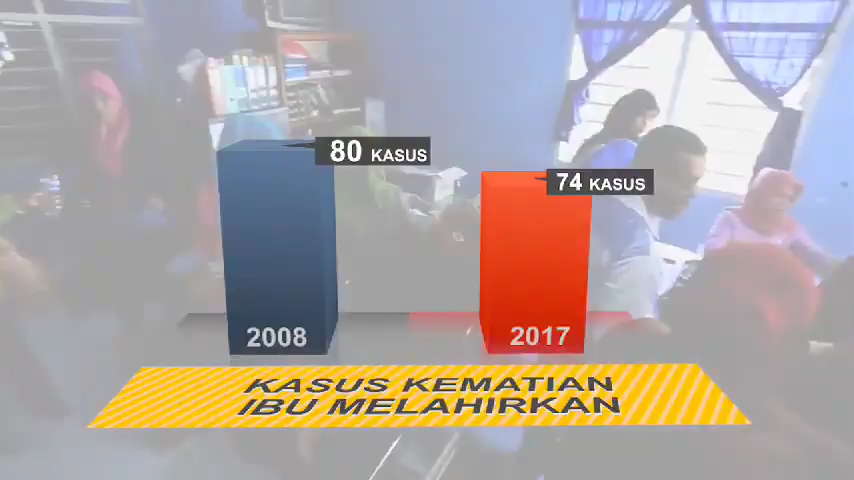 80 KASUS
74 KASUS
2008
2017
KASUS KEMATIAN
IBU MELAHIRKAN